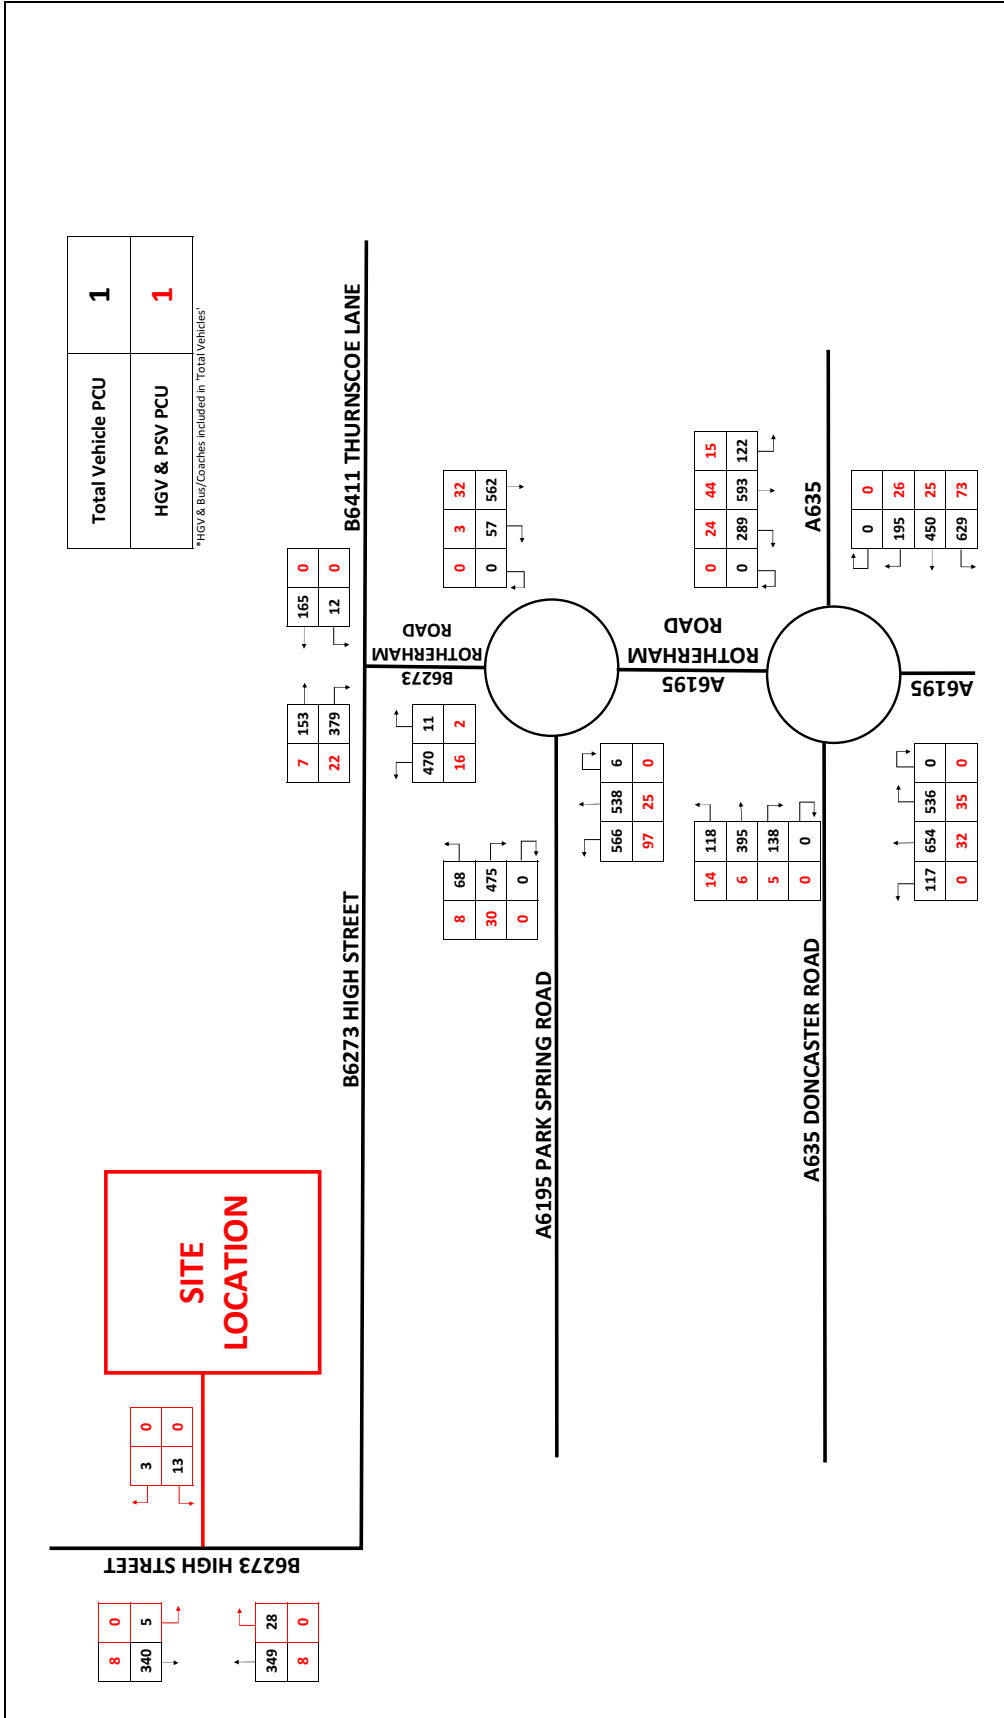 Total Vehicle PCU 1
HGV & PSV PCU 1
*HGV & Bus/Coaches included in 'Total Vehicles'
8 0
340 5
3 0
13 0
SITE
LOCATION
B6273 HIGH STREET
349 28
8 0
B6273 HIGH STREET
7 153
22 379
165 0
12 0
B6411 THURNSCOE LANE
470 11
16 2
B6273
ROTHERHAM
ROAD
0 3 32
0 57 562
8 68
30 475
0 0
A6195 PARK SPRING ROAD
566 538 6
97 25 0
A6195
ROTHERHAM
ROAD
0 24 44 15
0 289 593 122
14 118
6 395
5 138
0 0
A635 DONCASTER ROAD
A635
0 0
195 26
450 25
629 73
117 654 536 0
0 32 35 0
A6195